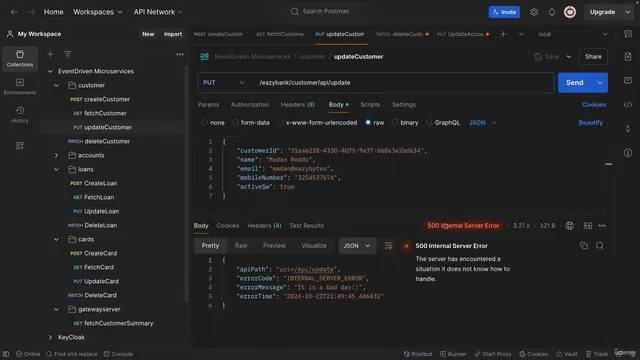 Home Workspaces API Network Search Postman Invite Upgrade
My Workspace New Import POST createCustom GET fetchCustome PUT updateCustom PATCH deleteCusto PUT UpdateAccou local
Collections
Environments
History
EventDriven Microservices
customer
POST createCustomer
GET fetchCustomer
PUT updateCustomer
PATCH deleteCustomer
accounts
loans
POST CreateLoan
GET FetchLoan
PUT UpdateLoan
PATCH DeleteLoan
cards
POST CreateCard
GET FetchCard
PUT UpdateCard
PATCH DeleteCard
gatewayserver
GET fetchCustomerSummary
KeyCloak
EventDriven Microservices / customer / updateCustomer Save Share
PUT /eazybank/customer/api/update Send
Params Authorization Headers (8) Body Scripts Settings Cookies
none form-data x-www-form-urlencoded raw binary GraphQL JSON Beautify
1 {
2 "customerId":
3 "name": "Madan Reddy",
4 "email": "madan@eazybytes",
5 "mobileNumber": "3254537674",
6 "activeSw": true
}
Body Cookies Headers (4) Test Results 500 Internal Server Error 3.21 s 321 B
Pretty Raw Preview Visualize JSON
500 Internal Server Error
The server has encountered a
situation it does not know how to
handle.
1 {
2 "apiPath": "uri=/api/update",
3 "errorCode": "INTERNAL_SERVER_ERROR",
4 "errorMessage": "It is a bad day!!",
5 "errorTime": "2024-10-22T21:49:45.446432"
}
Online Find and replace Console Postbot Runner Start Proxy Cookies Vault Trash
Udemy